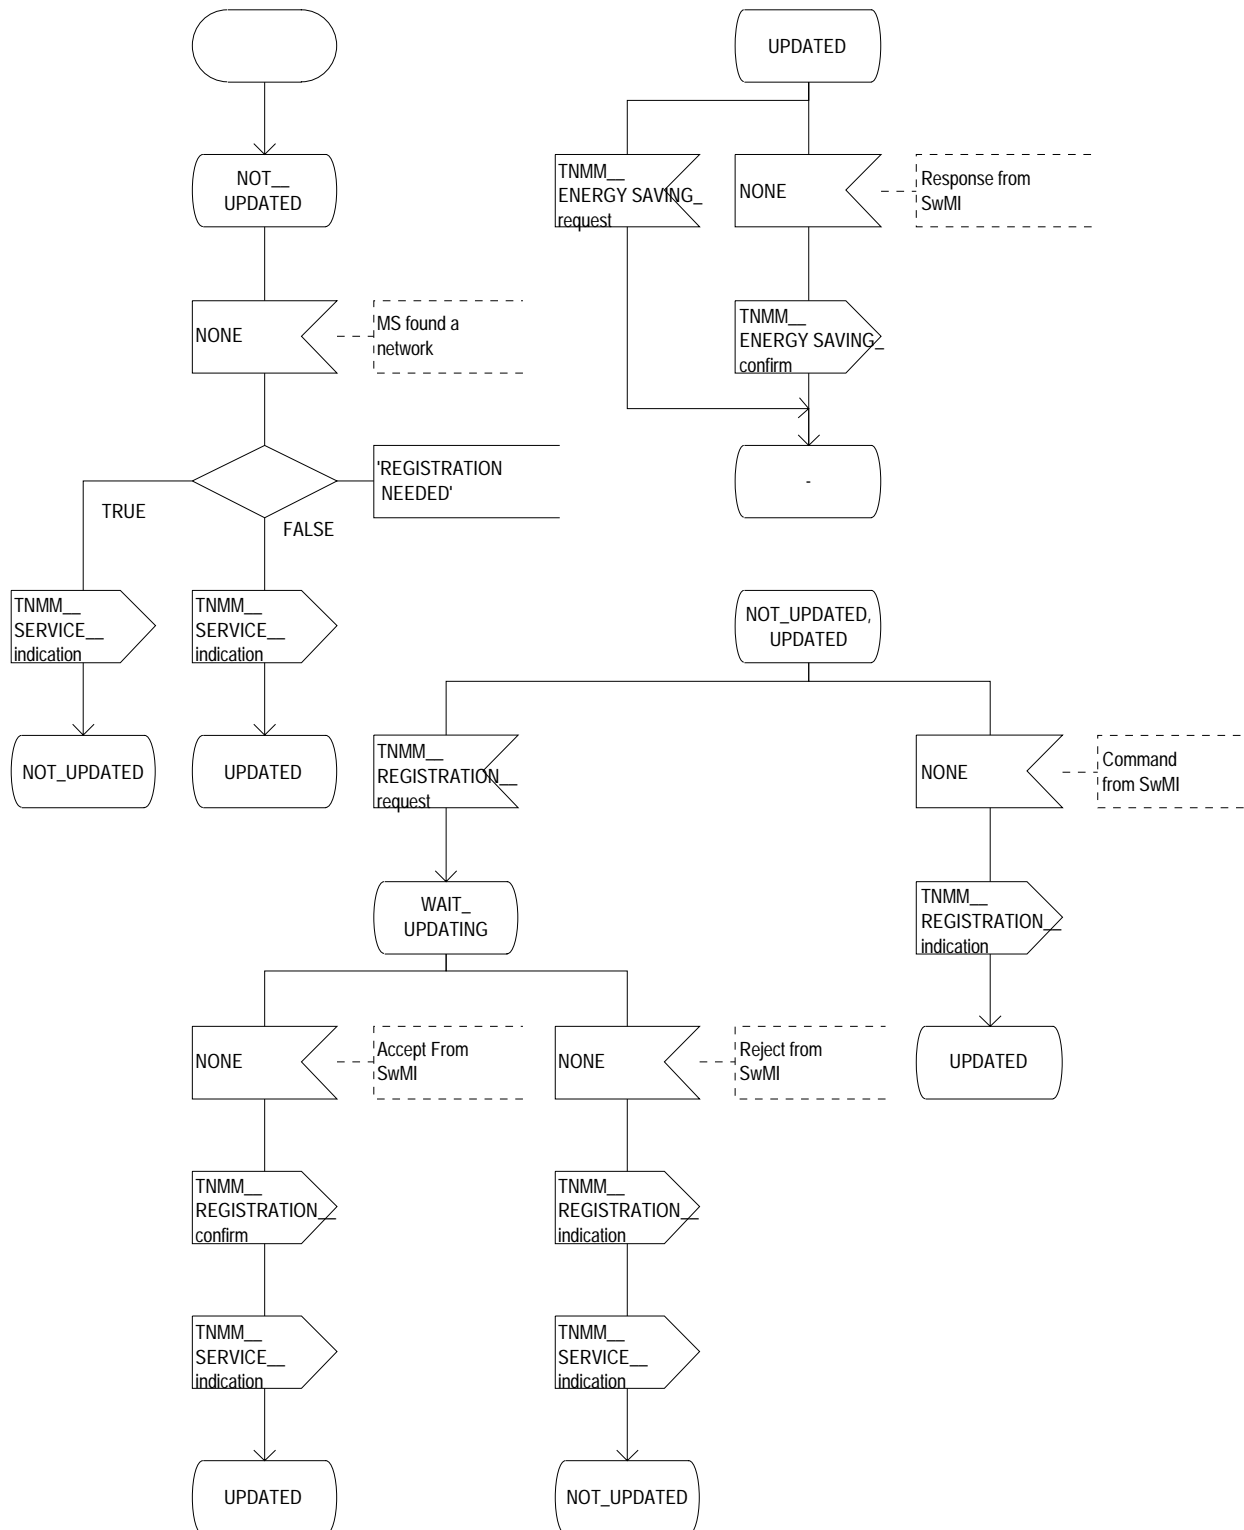 UPDATED
NOT__
UPDATED
TNMM__
ENERGY SAVING_
request
NONE
Response from
SwMI
NONE
MS found a
network
TNMM__
ENERGY SAVING_
confirm
'REGISTRATION
NEEDED'
-
TRUE
FALSE
TNMM__
SERVICE__
indication
TNMM__
SERVICE__
indication
NOT_UPDATED,
UPDATED
NOT_UPDATED
UPDATED
TNMM__
REGISTRATION__
request
NONE
Command
from SwMI
WAIT_
UPDATING
TNMM__
REGISTRATION__
indication
NONE
Accept From
SwMI
NONE
Reject from
SwMI
UPDATED
TNMM__
REGISTRATION__
confirm
TNMM__
REGISTRATION__
indication
TNMM__
SERVICE__
indication
TNMM__
SERVICE__
indication
UPDATED
NOT_UPDATED